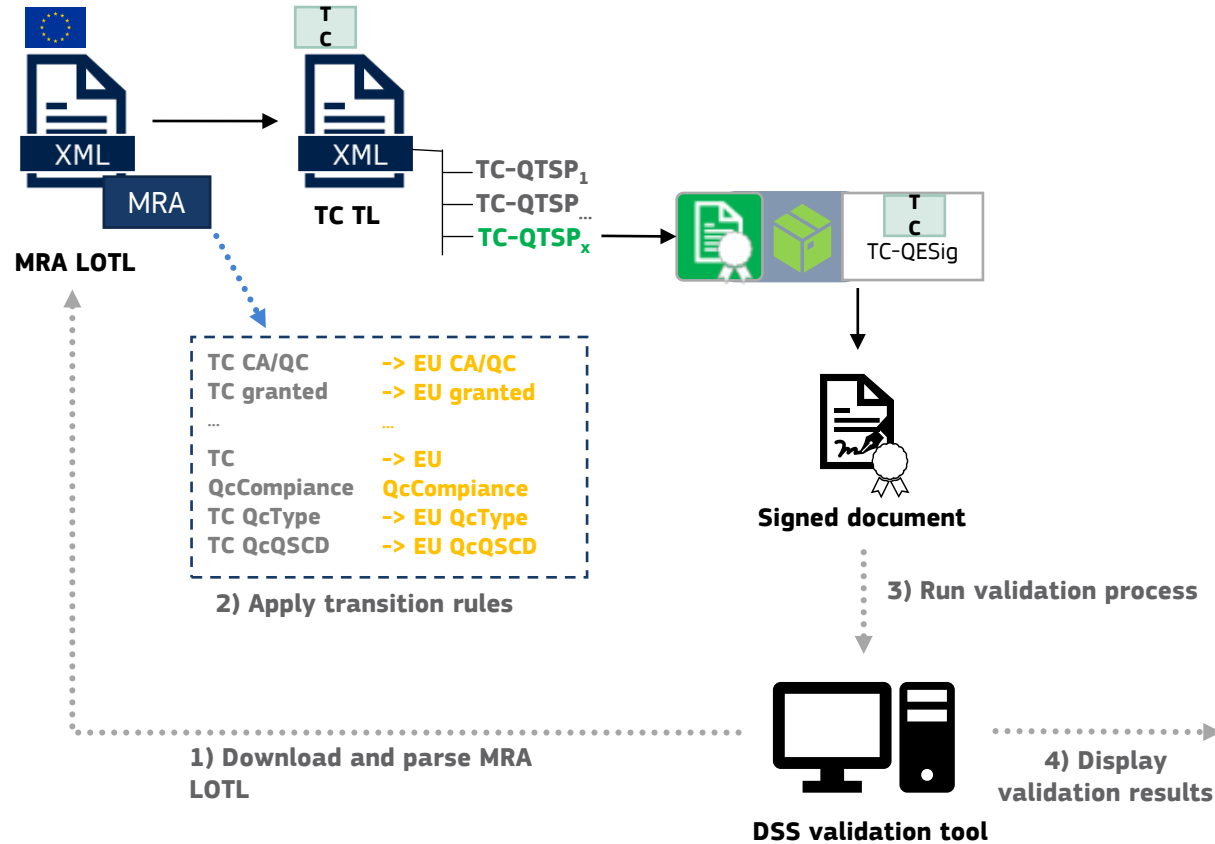 T
C
XML
XML
MRA
MRA LOTL
TC TL
TC-QTSP1
TC-QTSP...
TC-QTSPx
T
C
TC-QESig
TC CA/QC -> EU CA/QC
TC granted -> EU granted
... ...
TC -> EU
QcCompiance QcCompiance
TC QcType -> EU QcType
TC QcQSCD -> EU QcQSCD
2) Apply transition rules
Signed document
3) Run validation process
1) Download and parse MRA
LOTL
4) Display
validation results
DSS validation tool